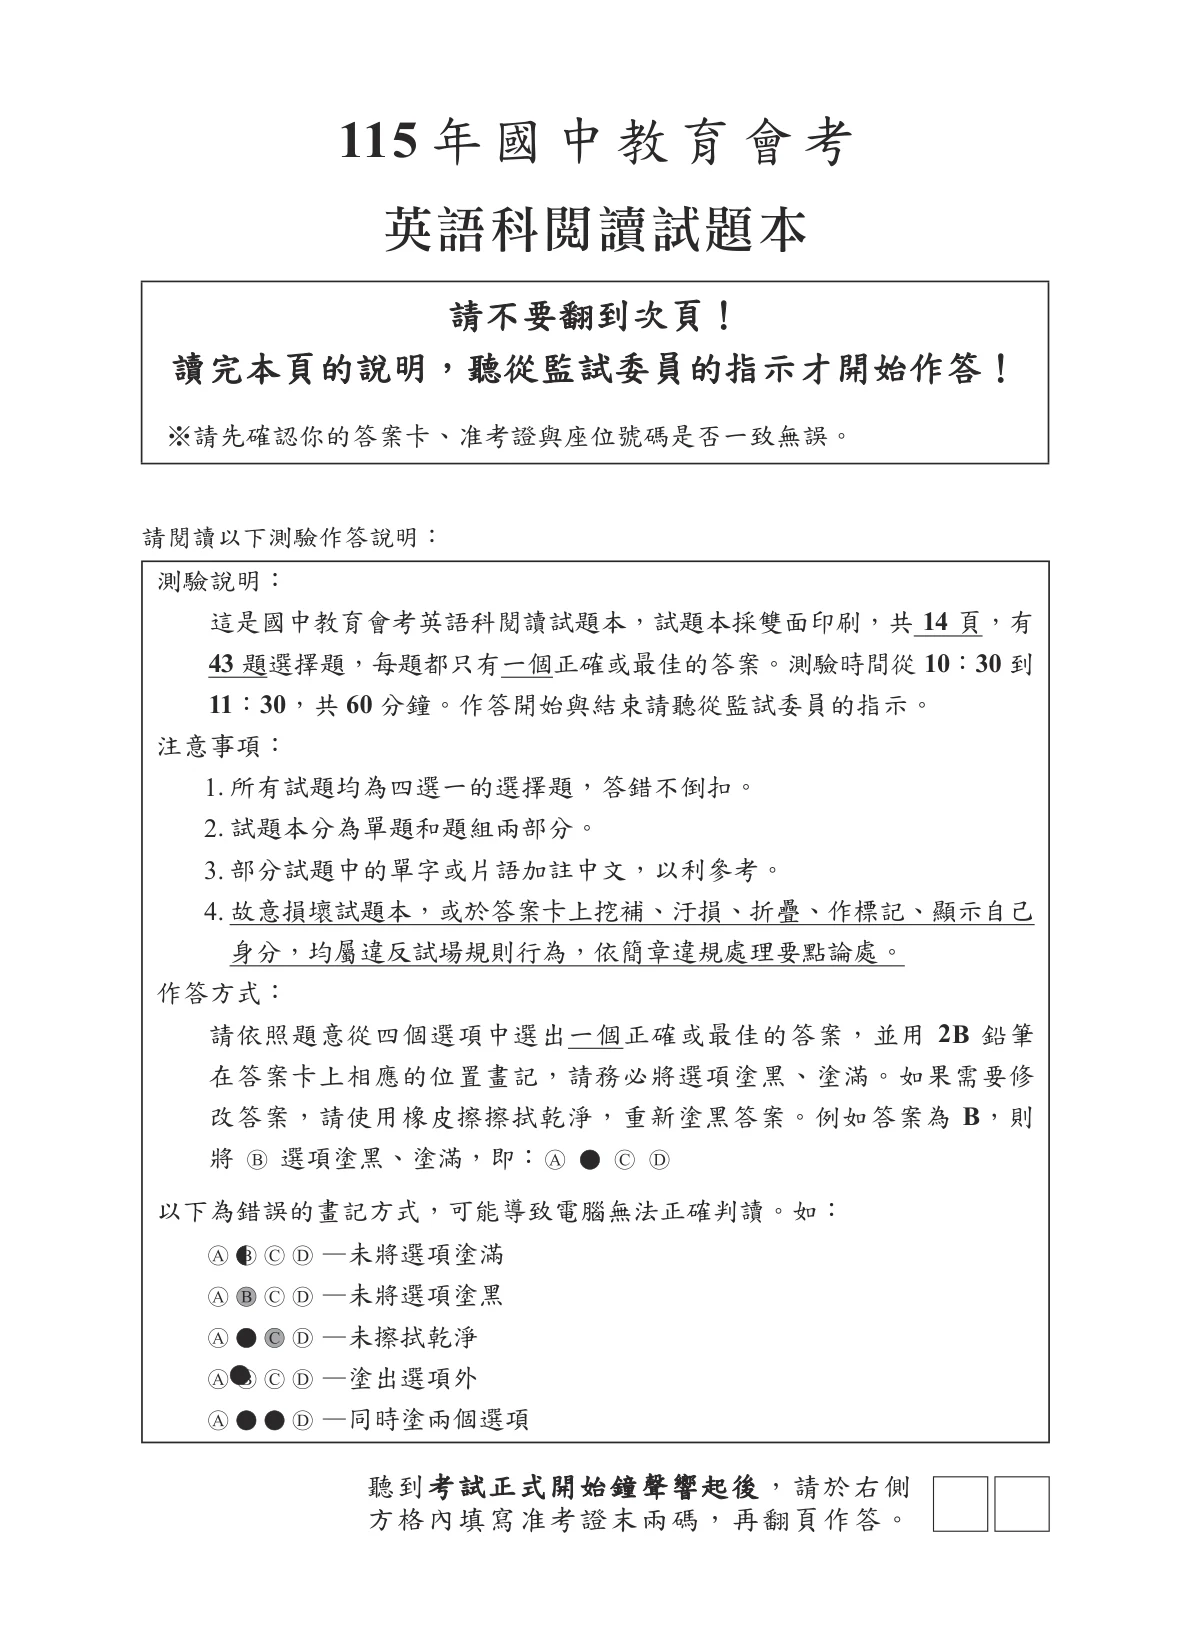 115年國中教育會考
英語科閱讀試題本
請不要翻到次頁！
讀完本頁的說明，聽從監試委員的指示才開始作答！
※請先確認你的答案卡、准考證與座位號碼是否一致無誤。
請閱讀以下測驗作答說明：
測驗說明：
這是國中教育會考英語科閱讀試題本，試題本採雙面印刷，共 14 頁，有
43 題選擇題，每題都只有一個正確或最佳的答案。測驗時間從 10：30 到
11：30，共 60 分鐘。作答開始與結束請聽從監試委員的指示。
注意事項：
1. 所有試題均為四選一的選擇題，答錯不倒扣。
2. 試題本分為單題和題組兩部分。
3. 部分試題中的單字或片語加註中文，以利參考。
4. 故意損壞試題本，或於答案卡上挖補、汙損、折疊、作標記、顯示自己
身分，均屬違反試場規則行為，依簡章違規處理要點論處。
作答方式：
請依照題意從四個選項中選出一個正確或最佳的答案，並用 2B 鉛筆
在答案卡上相應的位置畫記，請務必將選項塗黑、塗滿。如果需要修
改答案，請使用橡皮擦擦拭乾淨，重新塗黑答案。例如答案為 B，則
將 Ⓑ 選項塗黑、塗滿，即：Ⓐ ● Ⓒ Ⓓ
以下為錯誤的畫記方式，可能導致電腦無法正確判讀。如：
Ⓐ Ⓑ Ⓒ Ⓓ —未將選項塗滿
Ⓐ Ⓑ Ⓒ Ⓓ —未將選項塗黑
Ⓐ ● Ⓒ Ⓓ —未擦拭乾淨
Ⓐ Ⓑ Ⓒ Ⓓ —塗出選項外
Ⓐ ● ● Ⓓ —同時塗兩個選項
聽到考試正式開始鐘聲響起後，請於右側
方格內填寫准考證末兩碼，再翻頁作答。